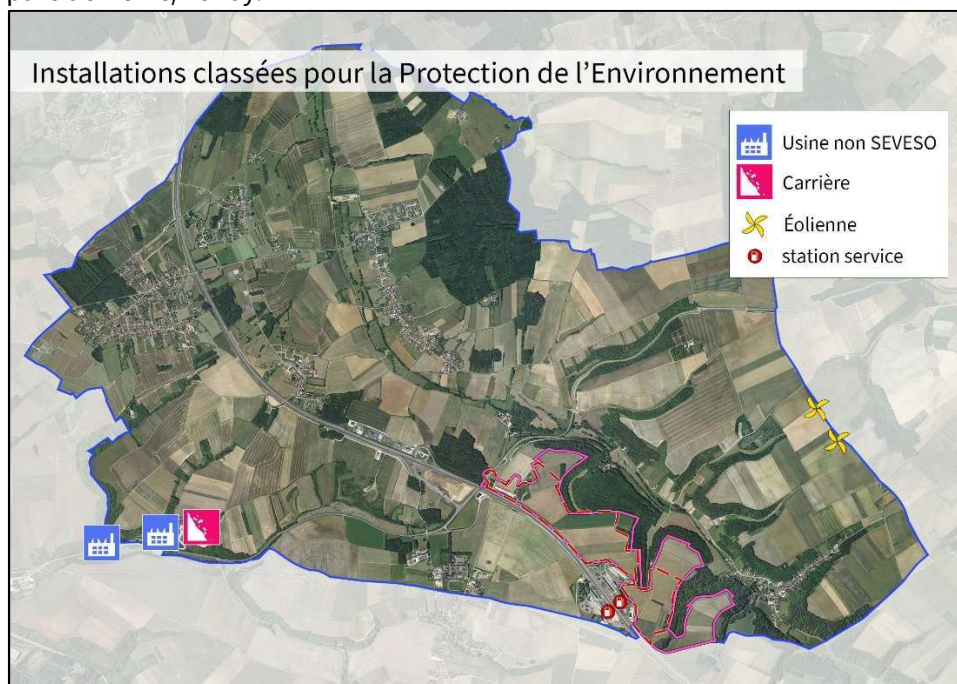 Installations classées pour la Protection de l'Environnement
Usine non SEVESO
Carrière
Éolienne
station service